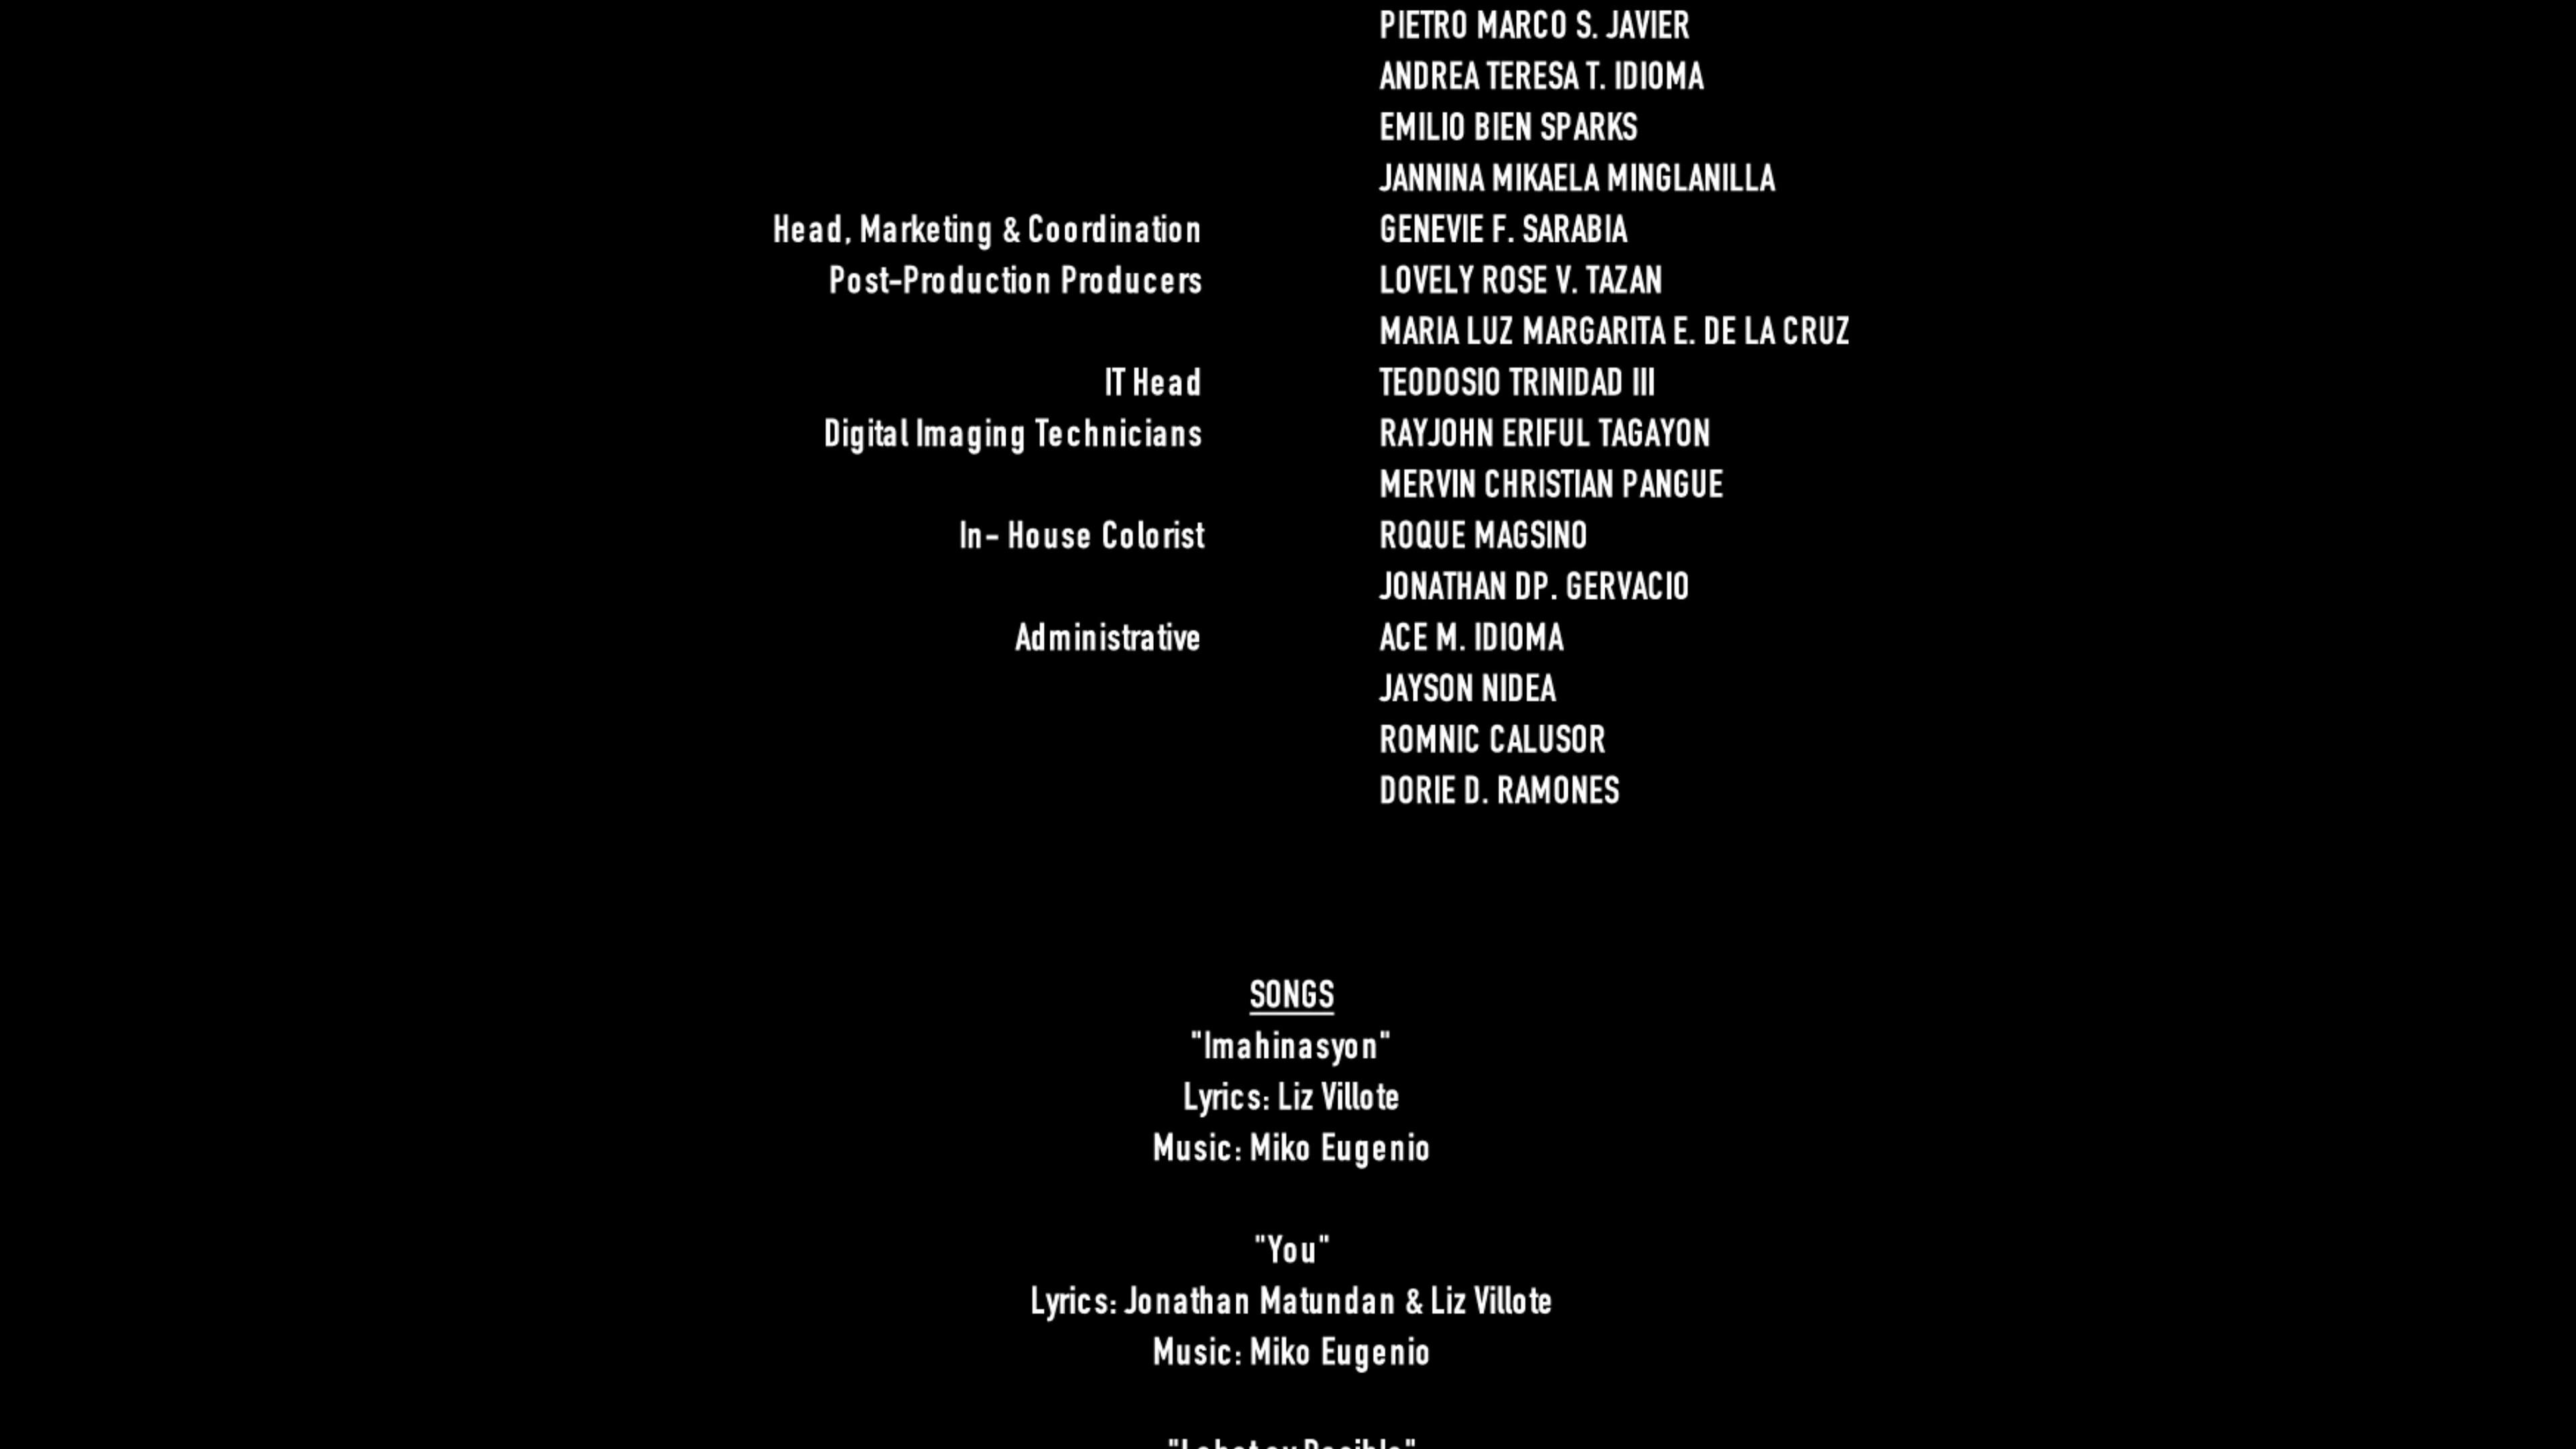 PIETRO MARCO S. JAVIER
ANDREA TERESA T. IDIOMA
EMILIO BIEN SPARKS
JANNINA MIKAELA MINGLANILLA
Head, Marketing & Coordination GENEVIE F. SARABIA
Post-Production Producers LOVELY ROSE V. TAZAN
MARIA LUZ MARGARITA E. DE LA CRUZ
IT Head TEODOSIO TRINIDAD III
Digital Imaging Technicians RAYJOHN ERIFUL TAGAYON
MERVIN CHRISTIAN PANGUE
In- House Colorist ROQUE MAGSINO
JONATHAN DP. GERVACIO
Administrative ACE M. IDIOMA
JAYSON NIDEA
ROMNIC CALUSOR
DORIE D. RAMONES
SONGS
"Imahinasyon"
Lyrics: Liz Villote
Music: Miko Eugenio
"You"
Lyrics: Jonathan Matundan & Liz Villote
Music: Miko Eugenio